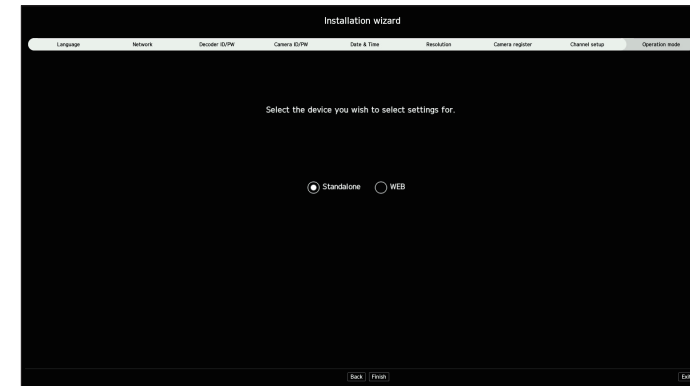 Installation wizard
Language Network Decoder ID/PW Camera ID/PW Date & Time Resolution Camera register Channel setup Operation mode
Select the device you wish to select settings for.
Standalone WEB
Back Finish